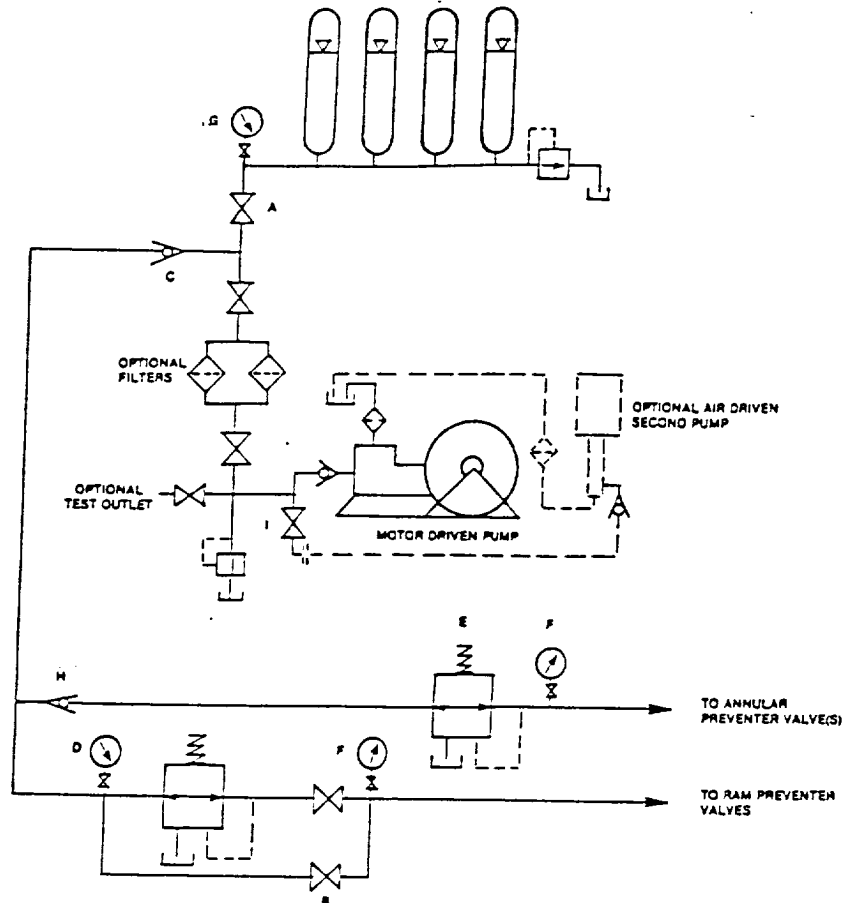 G
A
C
OPTIONAL
FILTERS
OPTIONAL AIR DRIVEN
SECOND PUMP
OPTIONAL
TEST OUTLET
I
MOTOR DRIVEN PUMP
E
F
H
TO ANNULAR
PREVENTER VALVE(S)
D
F
TO RAM PREVENTER
VALVES
B